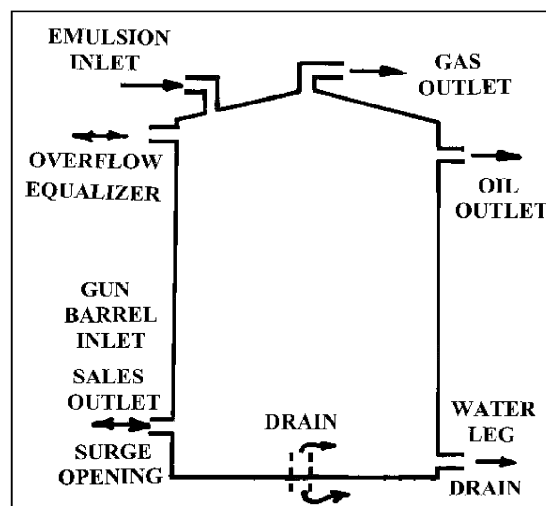 EMULSION
INLET
GAS
OUTLET
OVERFLOW
EQUALIZER
OIL
OUTLET
GUN
BARREL
INLET
SALES
OUTLET
SURGE
OPENING
DRAIN
WATER
LEG
DRAIN